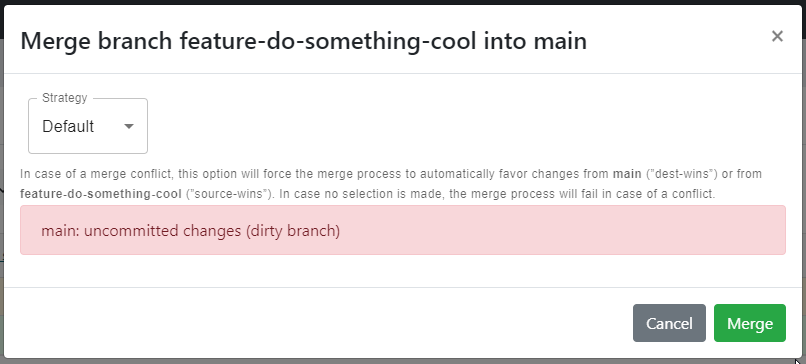 Merge branch feature-do-something-cool into main
×
Strategy
Default
In case of a merge conflict, this option will force the merge process to automatically favor changes from main ("dest-wins") or from
feature-do-something-cool ("source-wins"). In case no selection is made, the merge process will fail in case of a conflict.
main: uncommitted changes (dirty branch)
Cancel
Merge